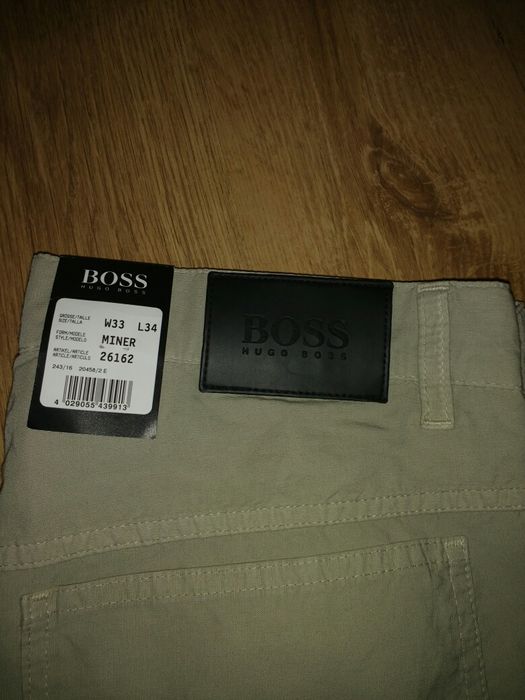 BOSS
HUGO BOSS
GRÖSSE/TAILLE
SIZE/TALLA
W33 L34
FORM/MODELE
STYLE/MODELO
MINER
ARTIKEL/ARTICLE
ARTICLE/ARTICULO
No.
26162
243/16 20458/2 E
4 029055 439913
BOSS
HUGO BOSS